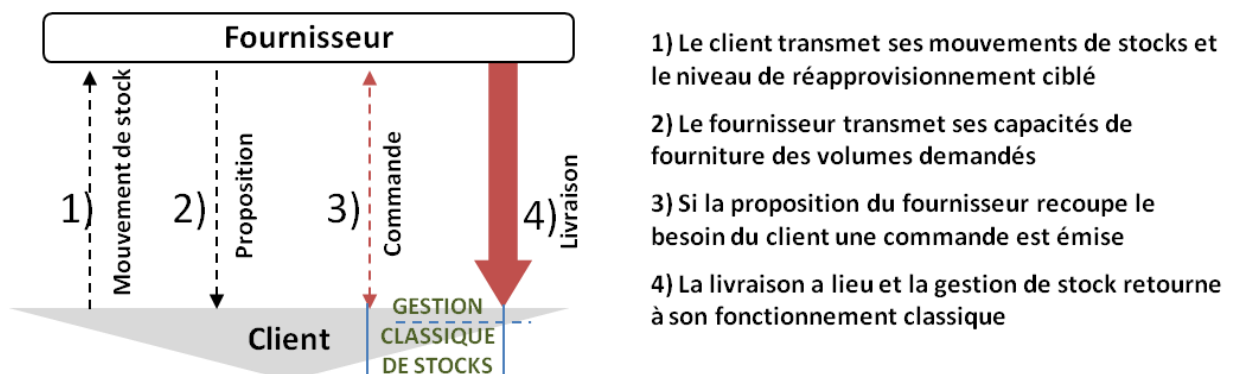 Fournisseur
1)
Mouvement de stock
2)
Proposition
3)
Commande
4)
Livraison
Client
GESTION
CLASSIQUE
DE STOCKS
1) Le client transmet ses mouvements de stocks et
le niveau de réapprovisionnement ciblé
2) Le fournisseur transmet ses capacités de
fourniture des volumes demandés
3) Si la proposition du fournisseur recoupe le
besoin du client une commande est émise
4) La livraison a lieu et la gestion de stock retourne
à son fonctionnement classique